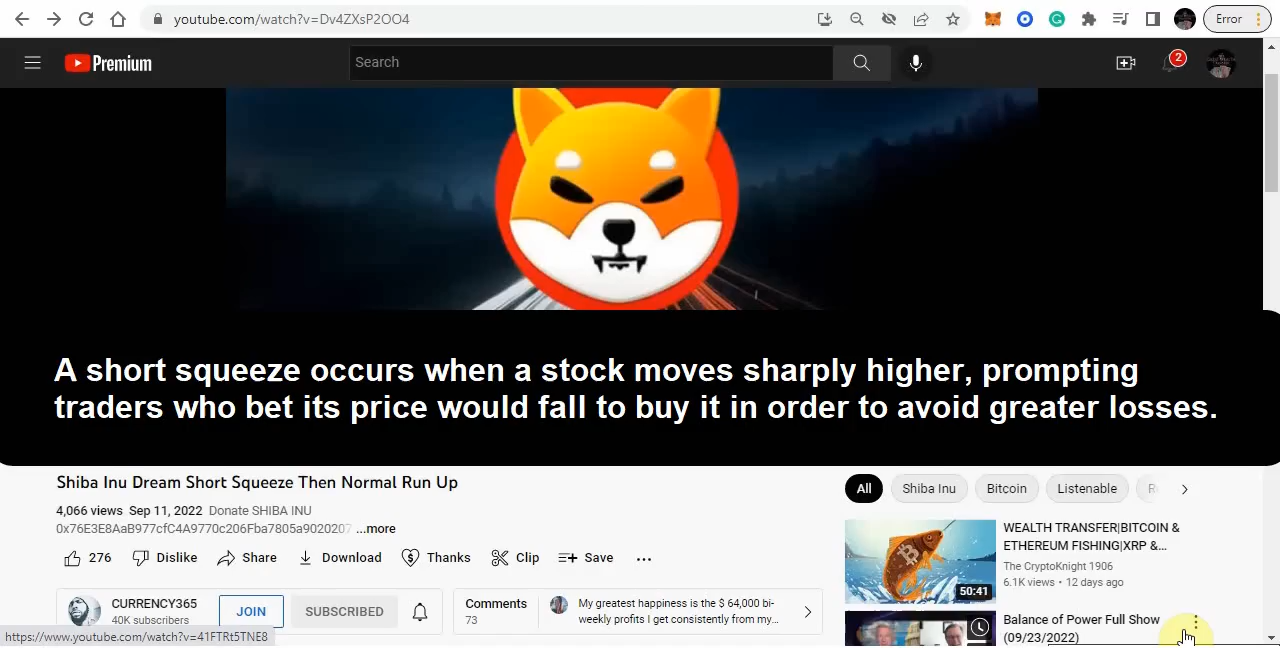 youtube.com/watch?v=Dv4ZXsP2OO4
Error
Premium
Search
2
A short squeeze occurs when a stock moves sharply higher, prompting
traders who bet its price would fall to buy it in order to avoid greater losses.
Shiba Inu Dream Short Squeeze Then Normal Run Up
4,066 views Sep 11, 2022 Donate SHIBA INU
0x76E3E8AaB977cfC4A9770c206Fba7805a9020207 ...more
276
Dislike
Share
Download
Thanks
Clip
Save
CURRENCY365
40K subscribers
JOIN
SUBSCRIBED
Comments
73
My greatest happiness is the $ 64,000 bi-
weekly profits I get consistently from my...
https://www.youtube.com/watch?v=41FTRt5TNE8
All
Shiba Inu
Bitcoin
Listenable
WEALTH TRANSFER|BITCOIN &
ETHEREUM FISHING|XRP &...
The CryptoKnight 1906
6.1K views • 12 days ago
50:41
Balance of Power Full Show
(09/23/2022)